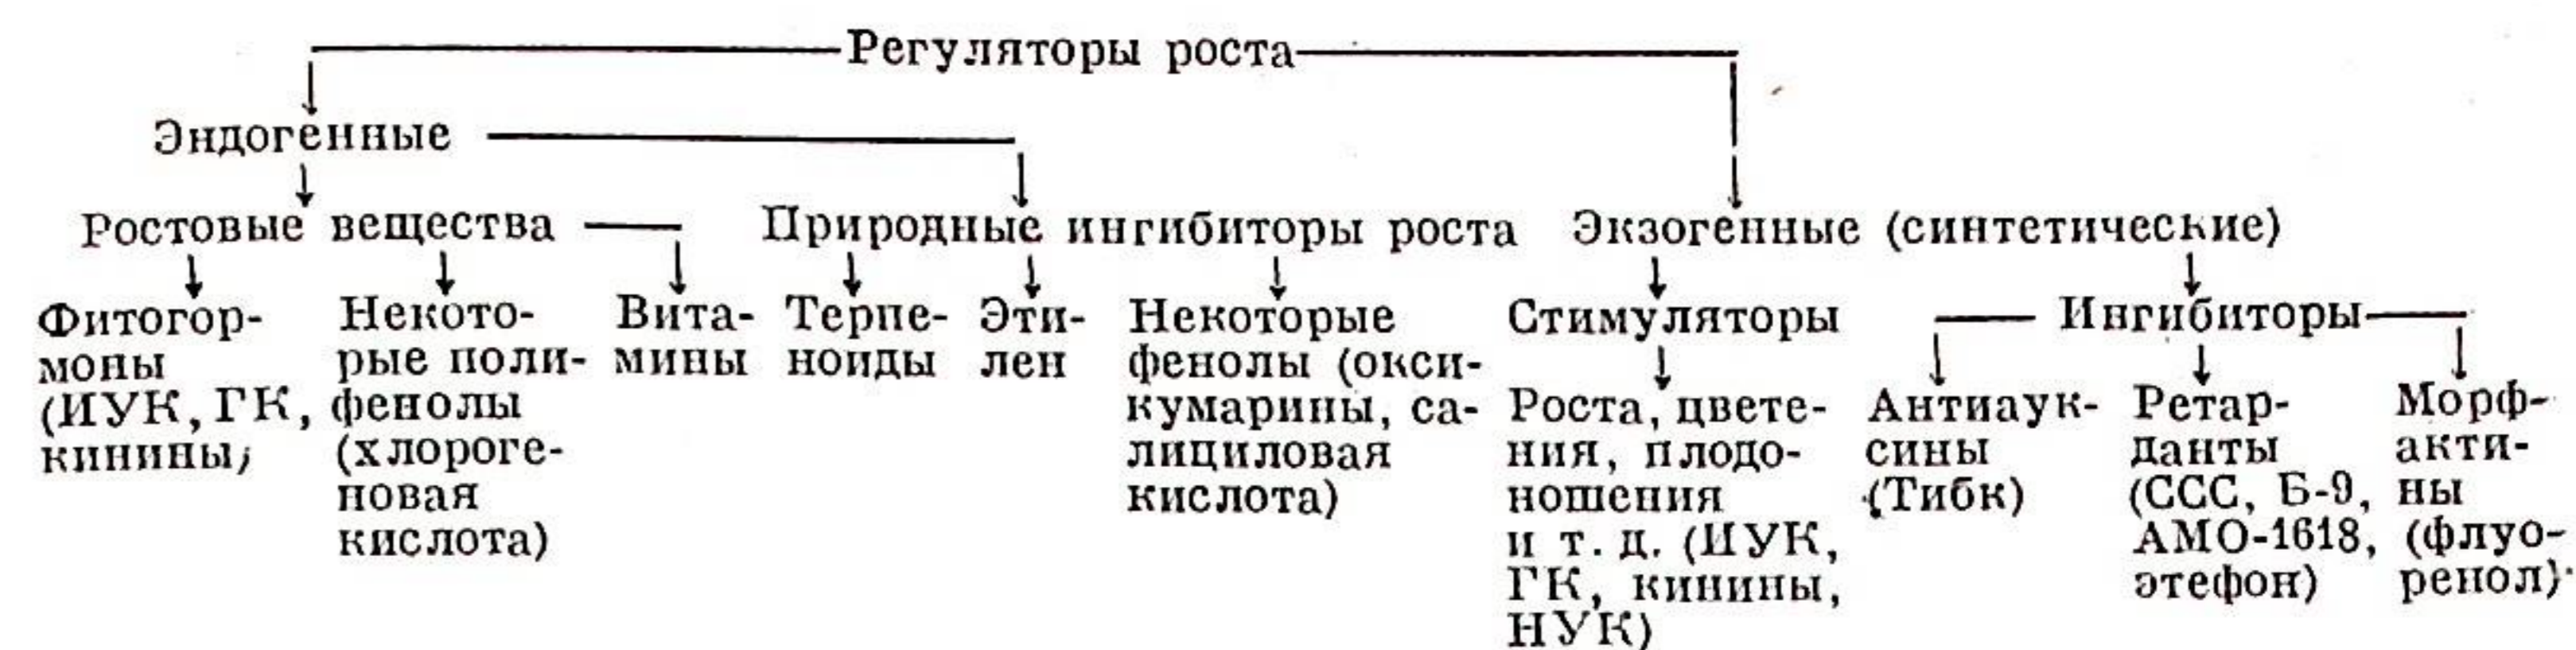 Регуляторы роста
Эндогенные
Ростовые вещества
Природные ингибиторы роста
Экзогенные (синтетические)
Фитогор-
моны
(ИУК, ГК,
кинины;
Некото-
рые поли-
фенолы
(хлороге-
новая
кислота)
Вита-
мины
Терпе-
ноиды
Эти-
лен
Некоторые
фенолы (окси-
кумарины, са-
лициловая
кислота)
Стимуляторы
Роста, цвете-
ния, плодо-
ношения
и т. д. (ИУК,
ГК, кинины,
НУК)
Ингибиторы
Антиаук-
сины
(Тибк)
Ретар-
данты
(ССС, Б-9,
АМО-1618,
этефон)
Морф-
акти-
ны
(флуо-
ренол)